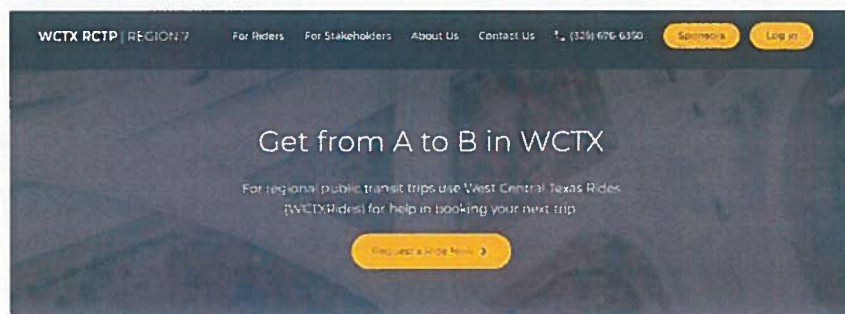 WCTX RCTP | REGION 7 For Riders For Stakeholders About Us Contact Us (325) 676-6350 Sponsors Log in
Get from A to B in WCTX
For regional public transit trips use West Central Texas Rides
(WCTXRides) for help in booking your next trip
Request a Ride Now